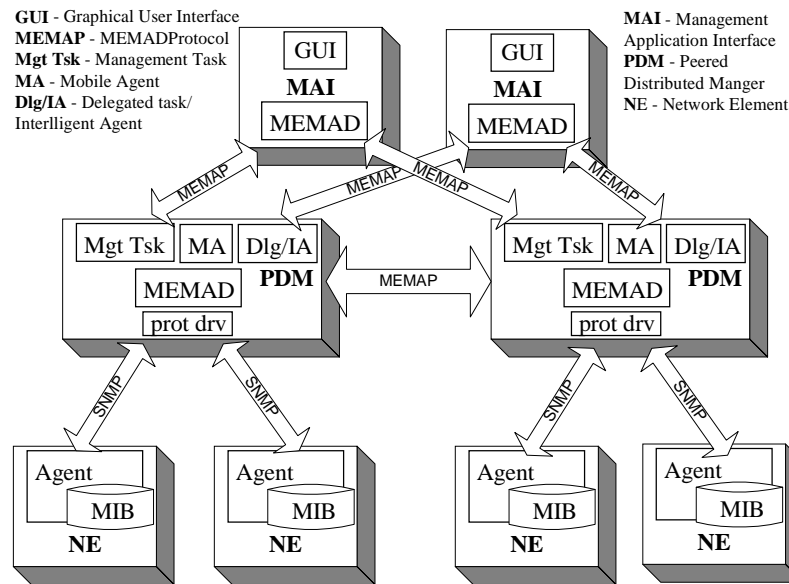 GUI - Graphical User Interface
MEMAP - MEMADProtocol
Mgt Tsk - Management Task
MA - Mobile Agent
Dlg/IA - Delegated task/
Interlligent Agent
MAI - Management
Application Interface
PDM - Peered
Distributed Manger
NE - Network Element
GUI
MAI
MEMAD
GUI
MAI
MEMAD
MEMAP
MEMAP
MEMAP
MEMAP
Mgt Tsk
MA
Dlg/IA
PDM
MEMAD
prot drv
MEMAP
Mgt Tsk
MA
Dlg/IA
PDM
MEMAD
prot drv
SNMP
SNMP
SNMP
SNMP
Agent
MIB
NE
Agent
MIB
NE
Agent
MIB
NE
Agent
MIB
NE